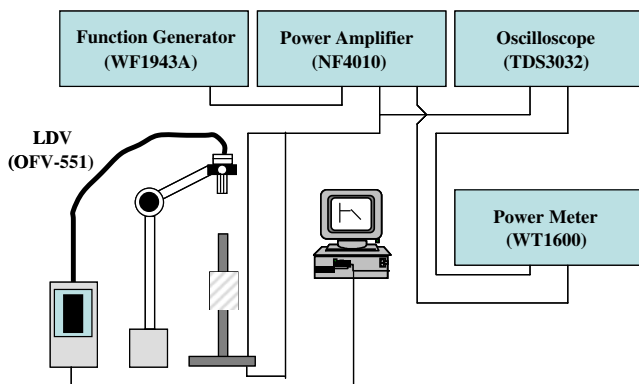 Function Generator
(WF1943A)
Power Amplifier
(NF4010)
Oscilloscope
(TDS3032)
LDV
(OFV-551)
Power Meter
(WT1600)